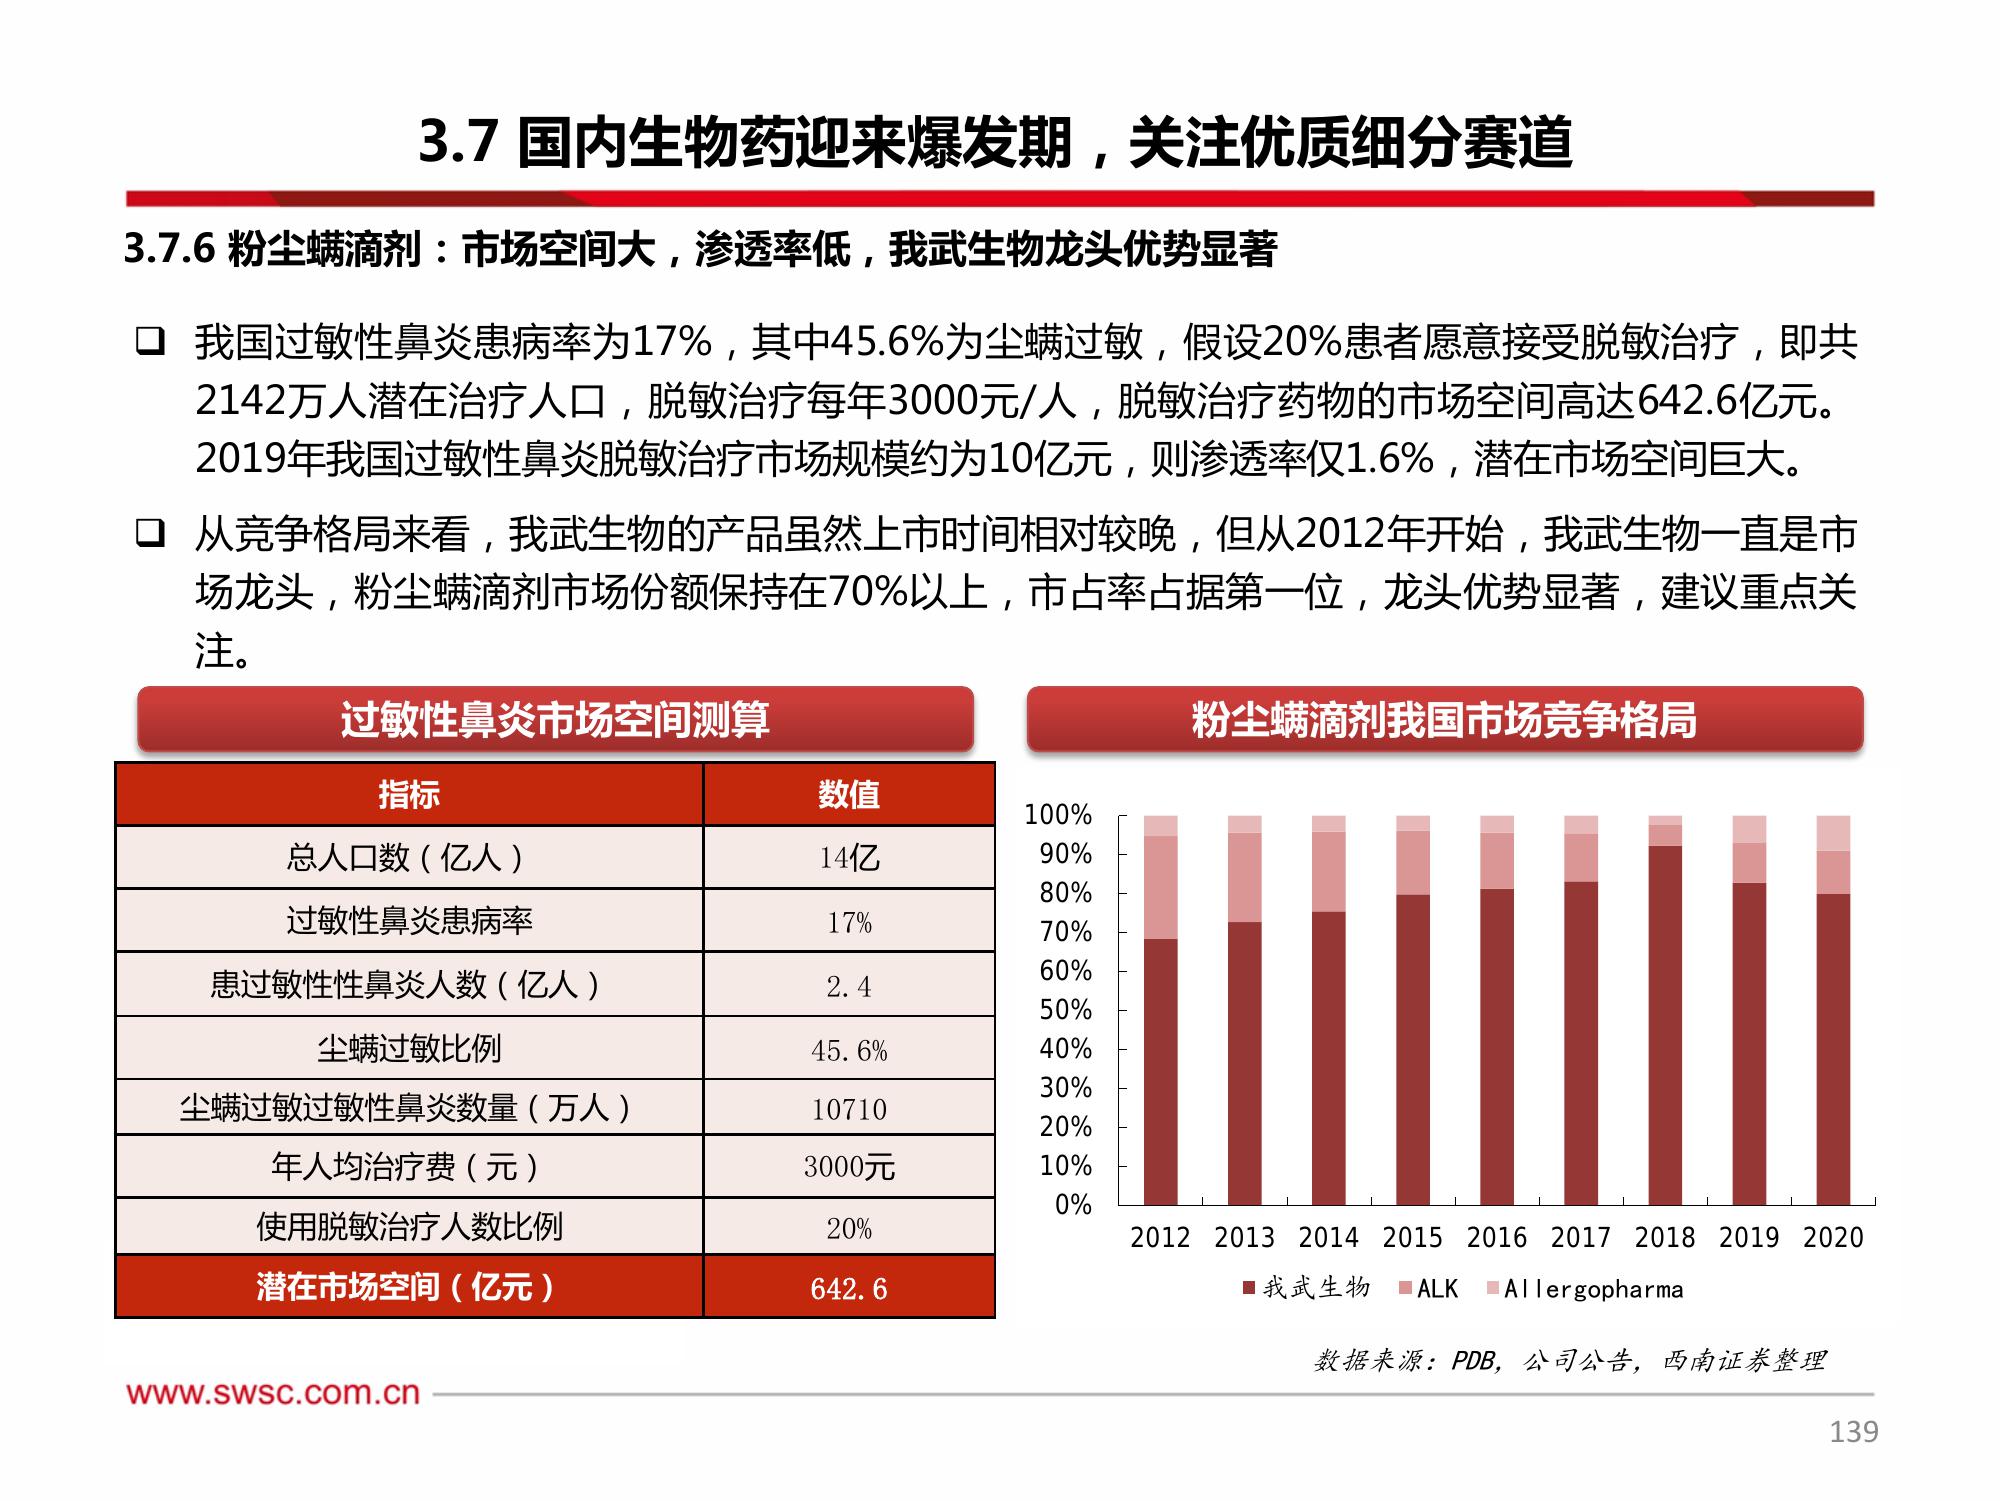 3.7 国内生物药迎来爆发期，关注优质细分赛道
3.7.6 粉尘螨滴剂：市场空间大，渗透率低，我武生物龙头优势显著
❑ 我国过敏性鼻炎患病率为17%，其中45.6%为尘螨过敏，假设20%患者愿意接受脱敏治疗，即共
2142万人潜在治疗人口，脱敏治疗每年3000元/人，脱敏治疗药物的市场空间高达642.6亿元。
2019年我国过敏性鼻炎脱敏治疗市场规模约为10亿元，则渗透率仅1.6%，潜在市场空间巨大。
❑ 从竞争格局来看，我武生物的产品虽然上市时间相对较晚，但从2012年开始，我武生物一直是市
场龙头，粉尘螨滴剂市场份额保持在70%以上，市占率占据第一位，龙头优势显著，建议重点关
注。
过敏性鼻炎市场空间测算
指标 数值
总人口数（亿人） 14亿
过敏性鼻炎患病率 17%
患过敏性性鼻炎人数（亿人） 2.4
尘螨过敏比例 45.6%
尘螨过敏过敏性鼻炎数量（万人） 10710
年人均治疗费（元） 3000元
使用脱敏治疗人数比例 20%
潜在市场空间（亿元） 642.6
粉尘螨滴剂我国市场竞争格局
100%
90%
80%
70%
60%
50%
40%
30%
20%
10%
0%
2012 2013 2014 2015 2016 2017 2018 2019 2020
我武生物 ALK Allergopharma
数据来源：PDB，公司公告，西南证券整理
www.swsc.com.cn
139